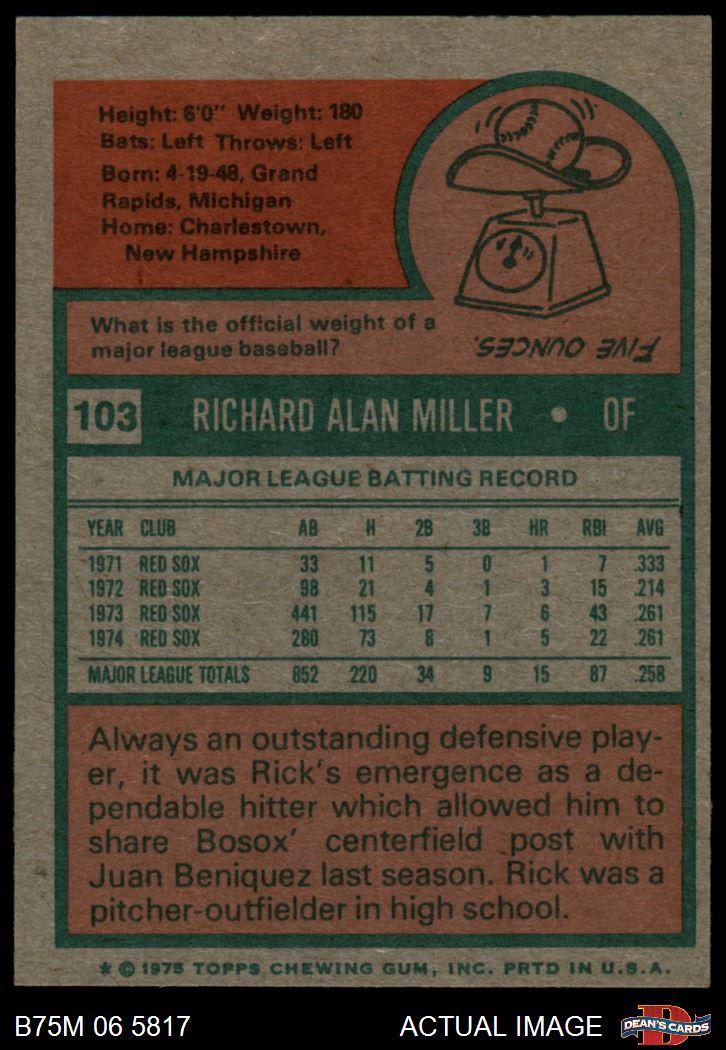 Height: 6'0" Weight: 180
Bats: Left Throws: Left
Born: 4-19-48, Grand
Rapids, Michigan
Home: Charlestown,
New Hampshire
What is the official weight of a
major league baseball?
FIVE OUNCES.
103 RICHARD ALAN MILLER • OF
MAJOR LEAGUE BATTING RECORD
YEAR CLUB AB H 2B 3B HR RBI AVG
1971 RED SOX 33 11 5 0 1 7 .333
1972 RED SOX 98 21 4 1 3 15 .214
1973 RED SOX 441 115 17 7 6 43 .261
1974 RED SOX 280 73 8 1 5 22 .261
MAJOR LEAGUE TOTALS 852 220 34 9 15 87 .258
Always an outstanding defensive play-
er, it was Rick's emergence as a de-
pendable hitter which allowed him to
share Bosox' centerfield post with
Juan Beniquez last season. Rick was a
pitcher-outfielder in high school.
* © 1975 TOPPS CHEWING GUM, INC. PRTD IN U.S.A.
B75M 06 5817 ACTUAL IMAGE
D
DEAN'S CARDS